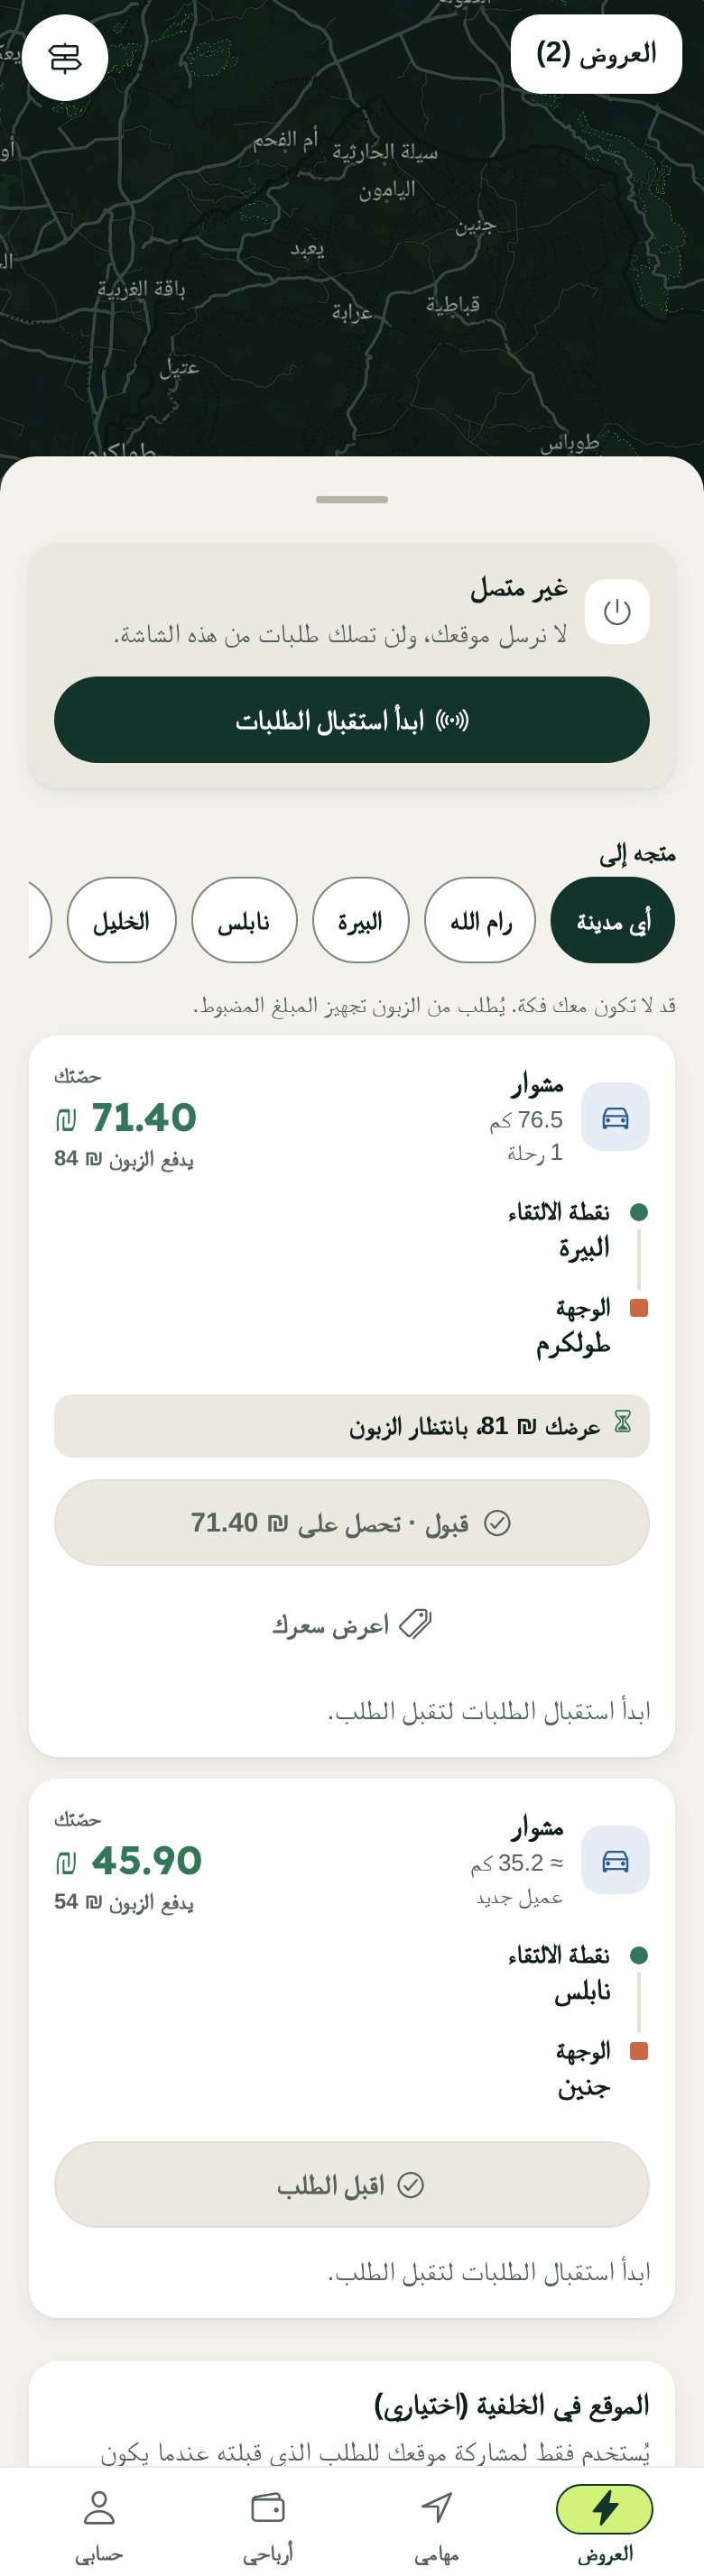 العروض (2)
أم الفحم
سيلة الحارثية
اليامون
جنين
يعبد
باقة الغربية
عرابة
قباطية
عتيل
طوباس
طولكرم
غير متصل
لا نرسل موقعك، ولن تصلك طلبات من هذه الشاشة.
ابدأ استقبال الطلبات
متجه إلى
أي مدينة
رام الله
البيرة
نابلس
الخليل
قد لا تكون معك فكة. يُطلب من الزبون تجهيز المبلغ المضبوط.
مشوار
76.5 كم
1 رحلة
حصّتك
71.40 ₪
يدفع الزبون ₪ 84
نقطة الالتقاء
البيرة
الوجهة
طولكرم
عرضك ₪ 81، بانتظار الزبون
قبول · تحصل على ₪ 71.40
اعرض سعرك
ابدأ استقبال الطلبات لتقبل الطلب.
مشوار
≈ 35.2 كم
عميل جديد
حصّتك
45.90 ₪
يدفع الزبون ₪ 54
نقطة الالتقاء
نابلس
الوجهة
جنين
اقبل الطلب
ابدأ استقبال الطلبات لتقبل الطلب.
الموقع في الخلفية (اختياري)
يُستخدم فقط لمشاركة موقعك للطلب الذي قبلته عندما يكون
العروض
مهامي
أرباحي
حسابي